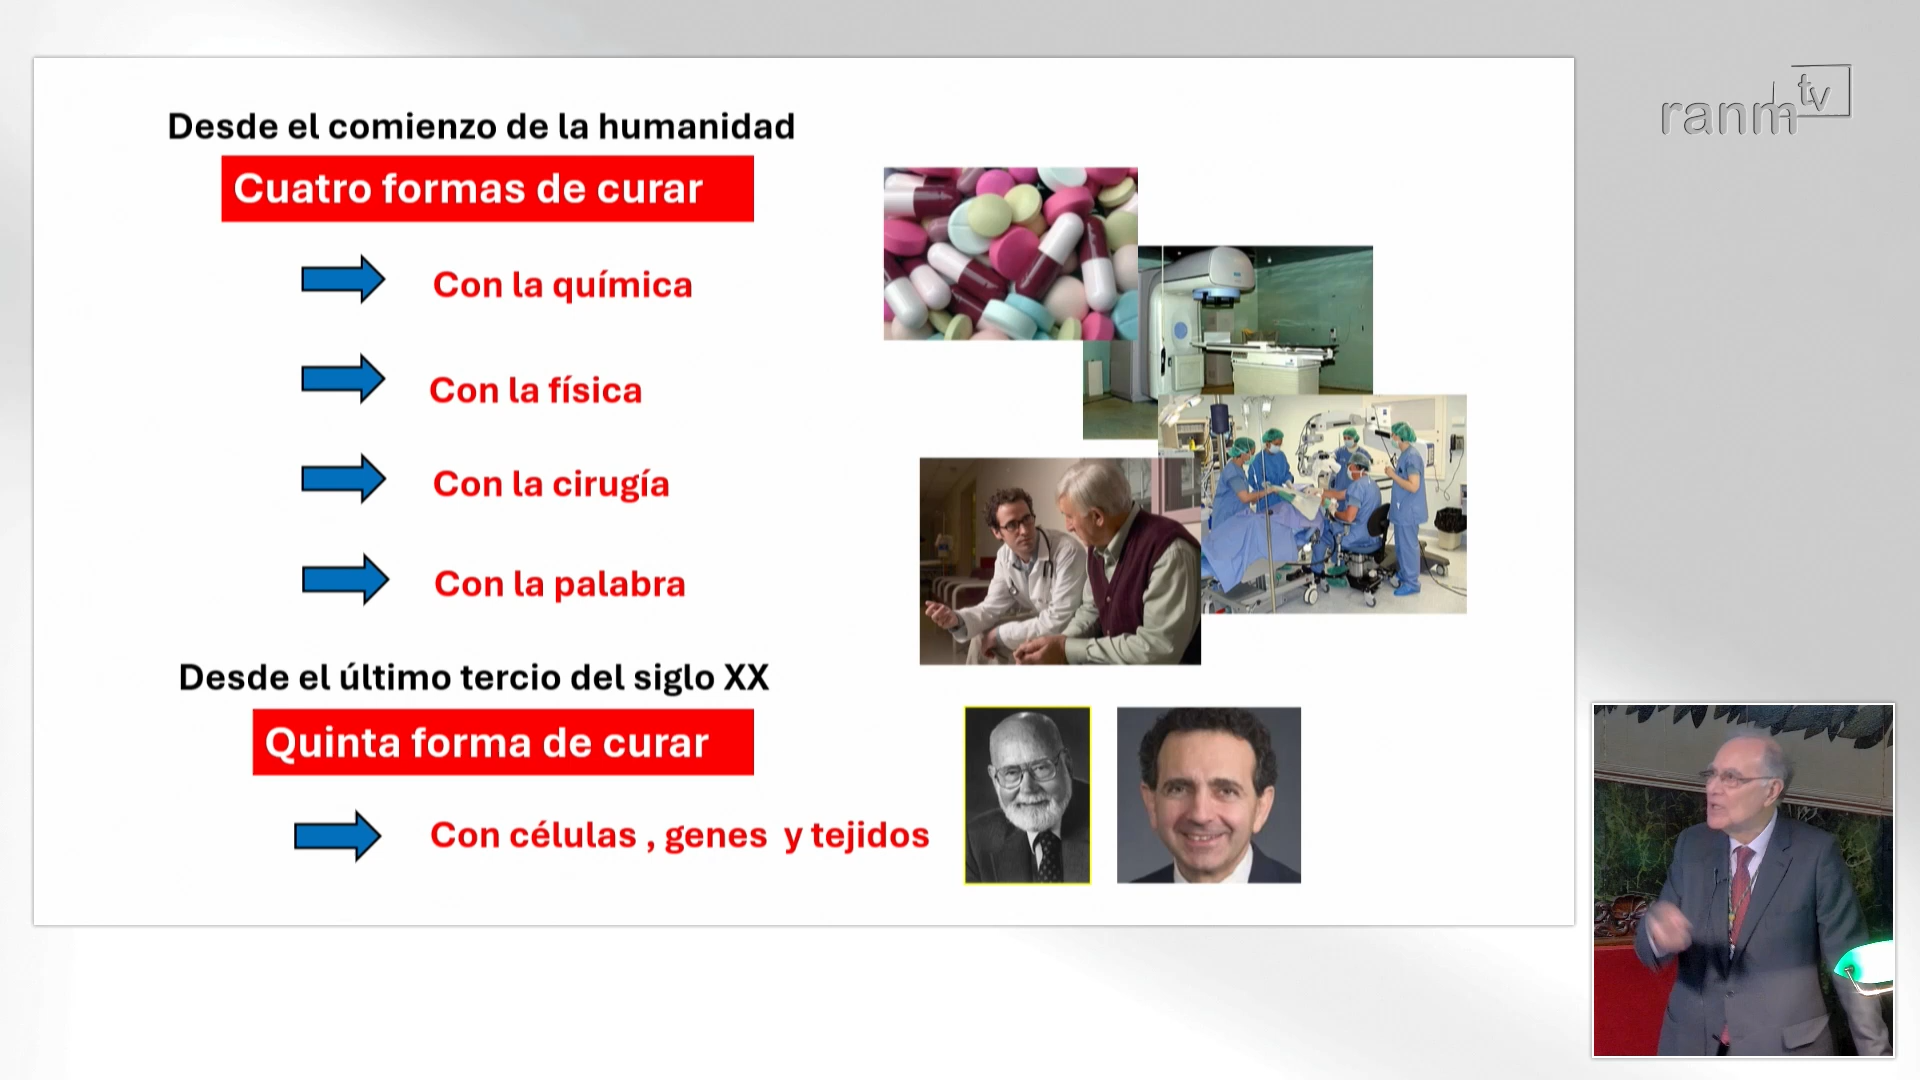 ranm tv
Desde el comienzo de la humanidad
Cuatro formas de curar
Con la química
Con la física
Con la cirugía
Con la palabra
Desde el último tercio del siglo XX
Quinta forma de curar
Con células , genes y tejidos